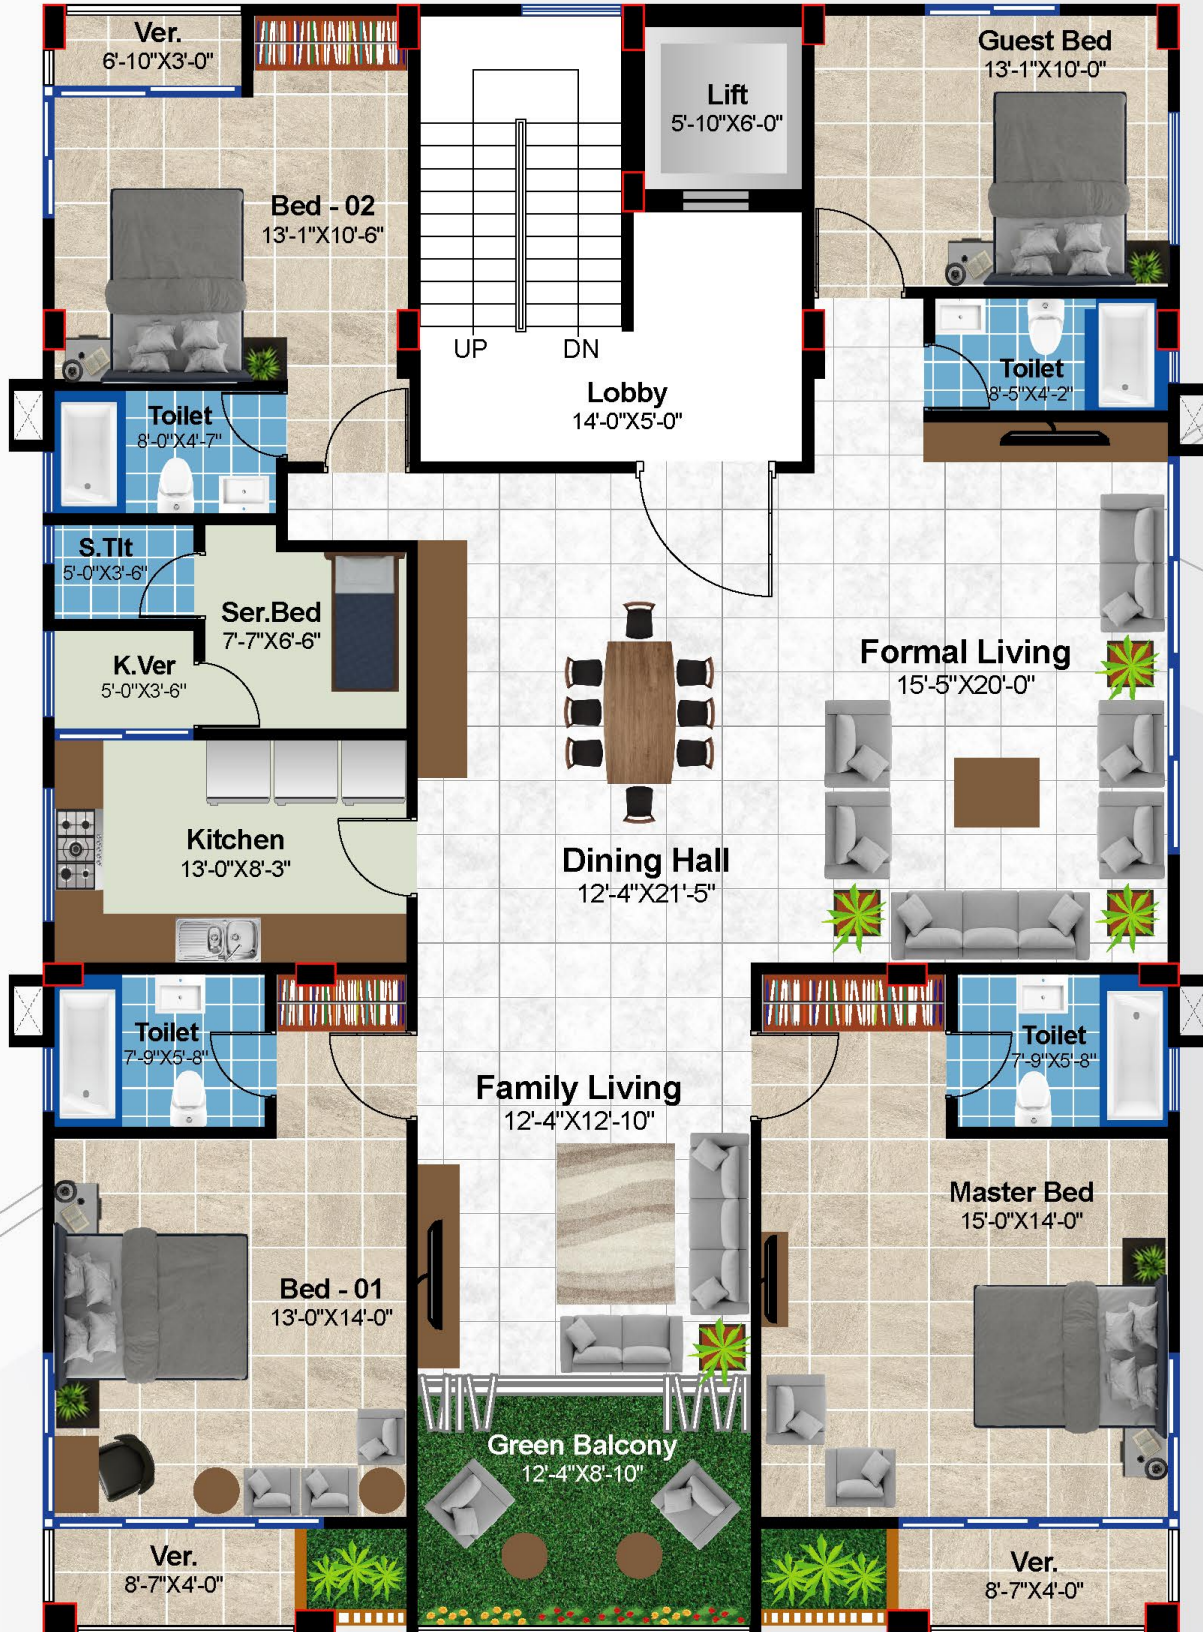 Ver.
6'-10"X3'-0"
Guest Bed
13'-1"X10'-0"
Lift
5'-10"X6'-0"
Bed - 02
13'-1"X10'-6"
UP
DN
Lobby
14'-0"X5'-0"
Toilet
8'-5"X4'-2"
Toilet
8'-0"X4'-7"
S.Tlt
5'-0"X3'-6"
Ser.Bed
7'-7"X6'-6"
K.Ver
5'-0"X3'-6"
Formal Living
15'-5"X20'-0"
Kitchen
13'-0"X8'-3"
Dining Hall
12'-4"X21'-5"
Toilet
7'-9"X5'-8"
Toilet
7'-9"X5'-8"
Family Living
12'-4"X12'-10"
Master Bed
15'-0"X14'-0"
Bed - 01
13'-0"X14'-0"
Green Balcony
12'-4"X8'-10"
Ver.
8'-7"X4'-0"
Ver.
8'-7"X4'-0"